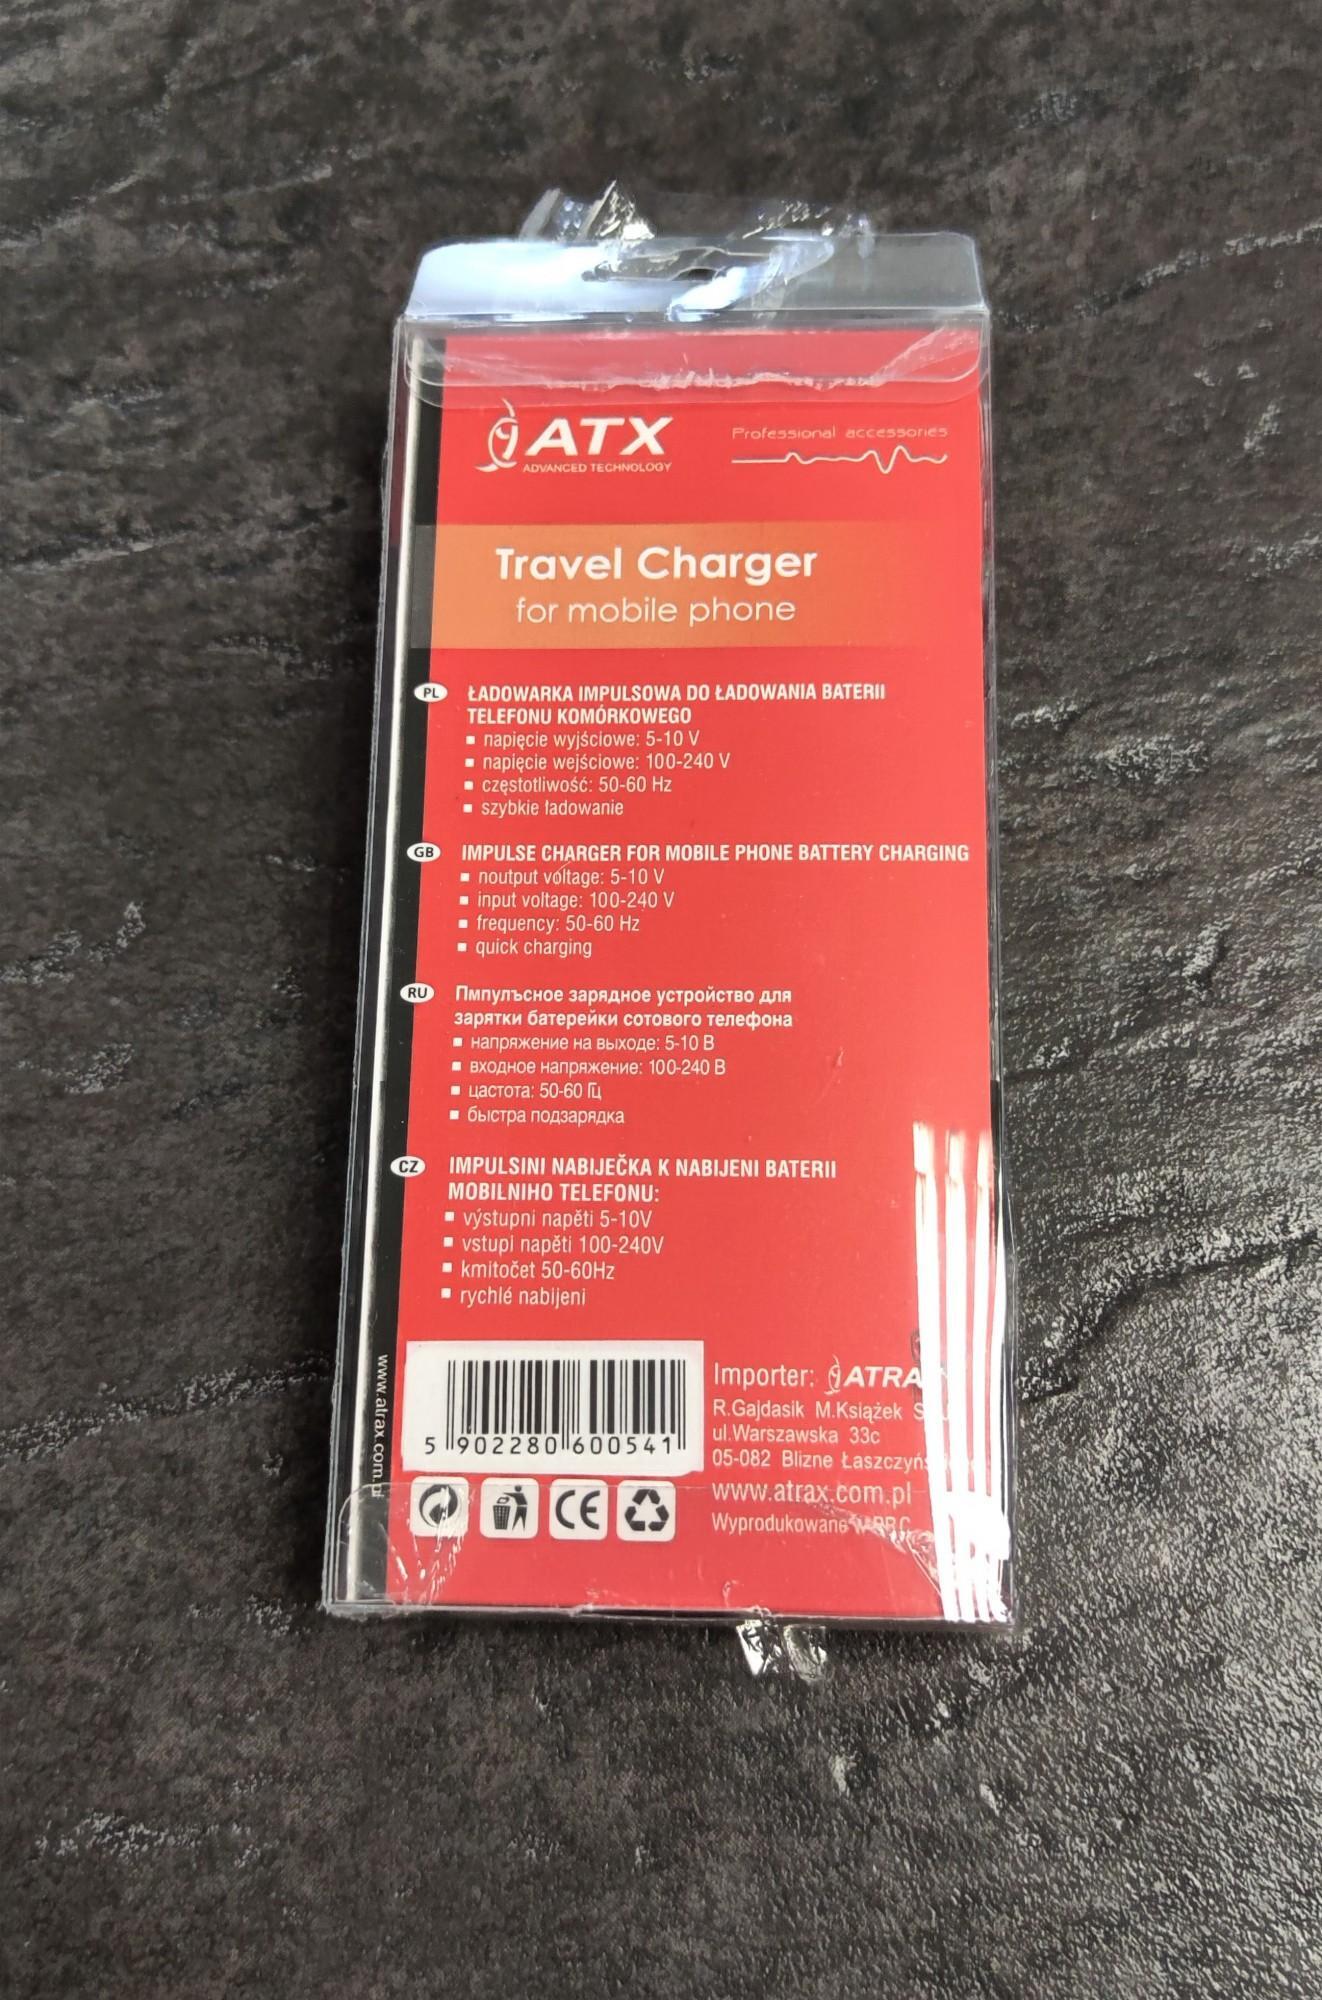 ATX
ADVANCED TECHNOLOGY
Professional accessories
Travel Charger
for mobile phone
PL
ŁADOWARKA IMPULSOWA DO ŁADOWANIA BATERII
TELEFONU KOMÓRKOWEGO
napięcie wyjściowe: 5-10 V
napięcie wejściowe: 100-240 V
częstotliwość: 50-60 Hz
szybkie ładowanie
GB
IMPULSE CHARGER FOR MOBILE PHONE BATTERY CHARGING
noutput voltage: 5-10 V
input voltage: 100-240 V
frequency: 50-60 Hz
quick charging
RU
Пмпулъсное зарядное устройство для
зарятки батерейки сотового телефона
напряжение на выходе: 5-10 В
входное напряжение: 100-240 В
цастота: 50-60 Гц
быстра подзарядка
CZ
IMPULSINI NABIJEČKA K NABIJENI BATERII
MOBILNIHO TELEFONU:
výstupni napěti 5-10V
vstupl napěti 100-240V
kmitočet 50-60Hz
rychlé nabijeni
5 902280 600541
Importer:
R.Gajdasik M.Książek
ul.Warszawska 33c
05-082 Blizne
www.atrax.com.pl
Wyprodukowane
CE
www.atrax.com.pl